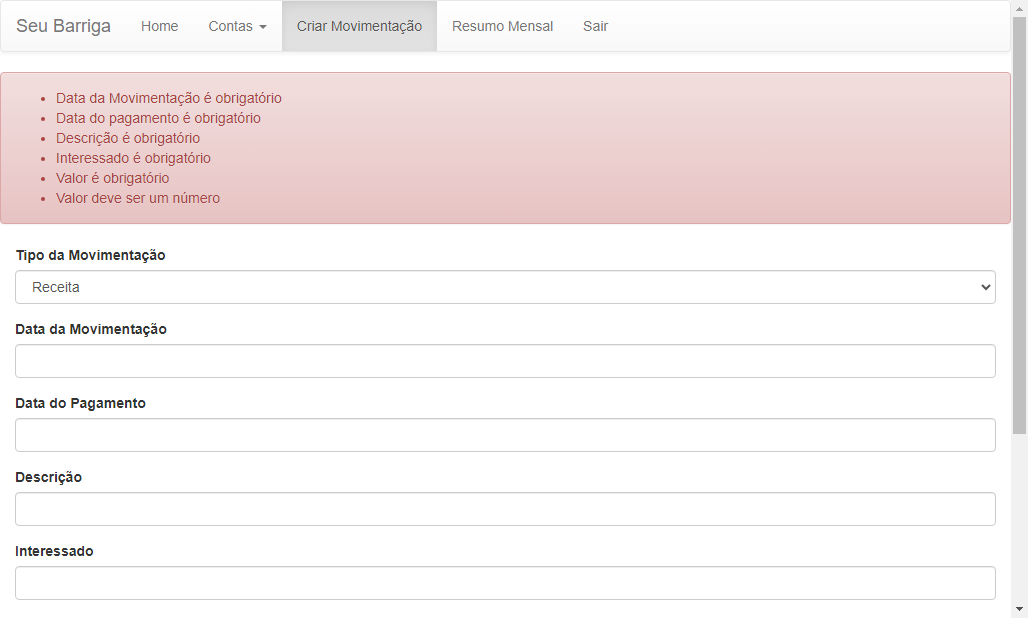 Seu Barriga Home Contas Criar Movimentação Resumo Mensal Sair
Data da Movimentação é obrigatório
Data do pagamento é obrigatório
Descrição é obrigatório
Interessado é obrigatório
Valor é obrigatório
Valor deve ser um número
Tipo da Movimentação
Receita
Data da Movimentação
Data do Pagamento
Descrição
Interessado